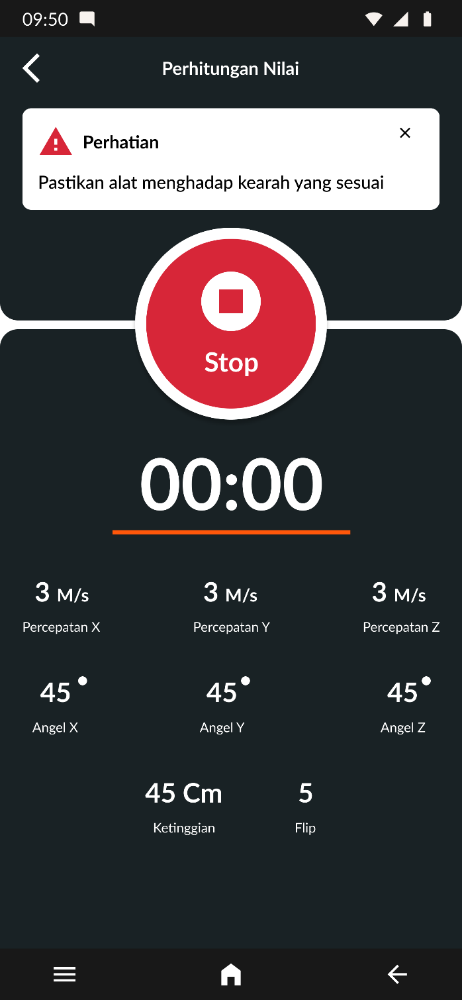 09:50
Perhitungan Nilai
Perhatian
Pastikan alat menghadap kearah yang sesuai
Stop
00:00
3 M/s 3 M/s 3 M/s
Percepatan X Percepatan Y Percepatan Z
45° 45° 45°
Angel X Angel Y Angel Z
45 Cm 5
Ketinggian Flip